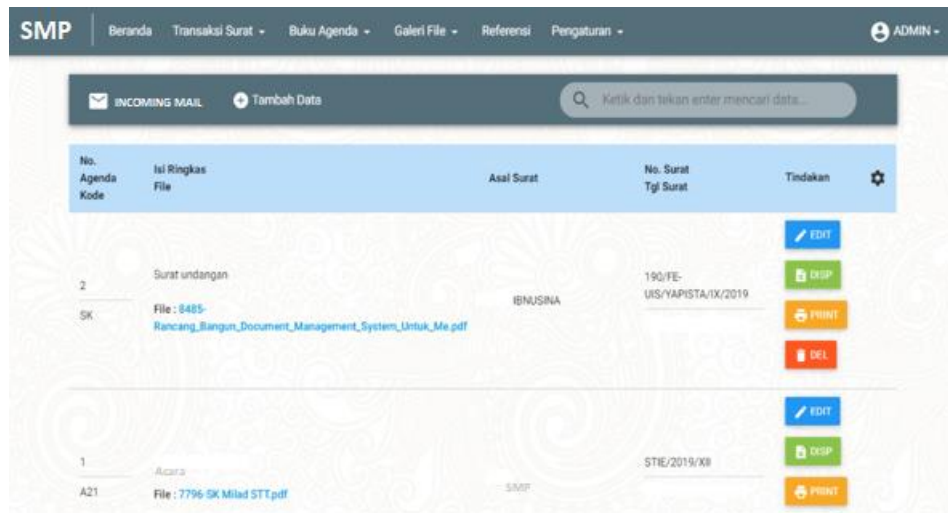 SMP Beranda Transaksi Surat Buku Agenda Galeri File Referensi Pengaturan ADMIN
INCOMING MAIL Tambah Data Ketik dan tekan enter mencari data...
No.
Agenda
Kode
Isi Ringkas
File
Asal Surat
No. Surat
Tgl Surat
Tindakan
2
SK
Surat undangan
File : 8485-
Rancang_Bangun_Document_Management_System_Untuk_Me.pdf
IBNUSINA
190/FE-
UIS/YAPISTA/IX/2019
EDIT
DISP
PRINT
DEL
1
A21
Acara
File : 7796-SK Milad STT.pdf
SMP
STIE/2019/XII
EDIT
DISP
PRINT